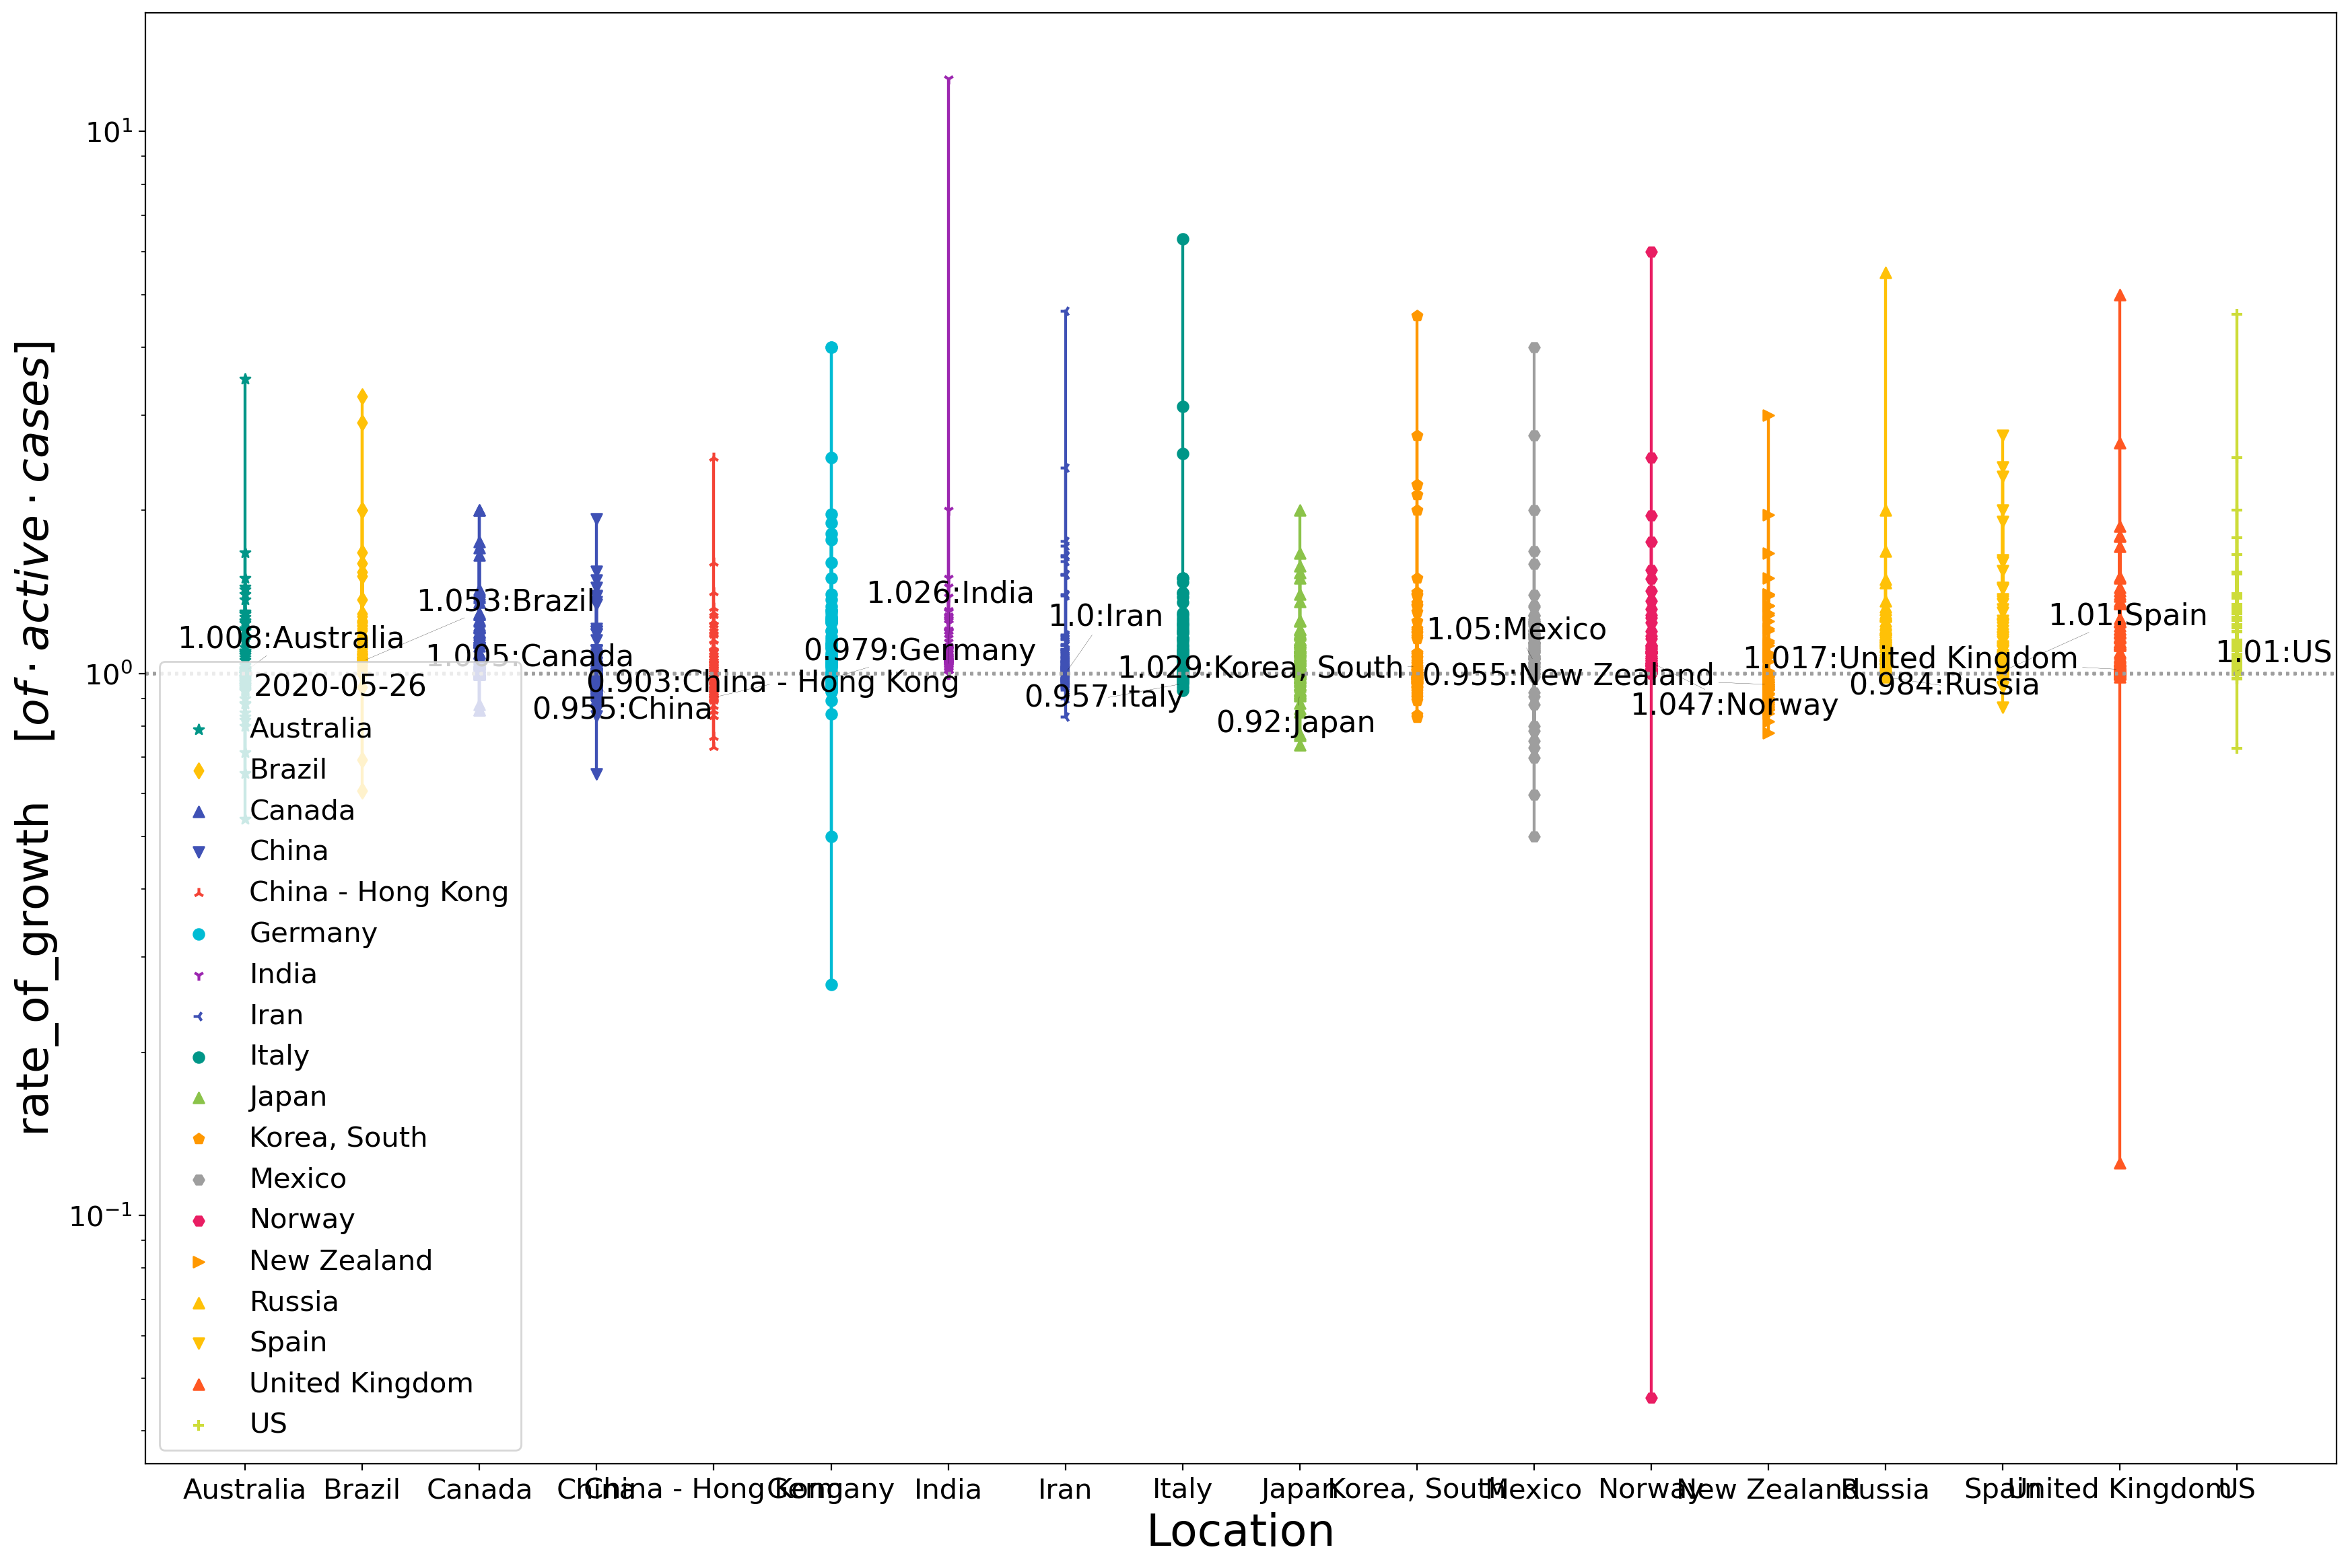 rate_of_growth [of · active · cases]
10¹
10⁰
10⁻¹
1.008:Australia
1.053:Brazil
1.005:Canada
0.955:China
0.903:China - Hong Kong
0.979:Germany
1.026:India
1.0:Iran
0.957:Italy
0.92:Japan
1.029:Korea, South
1.05:Mexico
1.047:Norway
0.955:New Zealand
0.984:Russia
1.01:Spain
1.017:United Kingdom
1.01:US
2020-05-26
Australia
Brazil
Canada
China
China - Hong Kong
Germany
India
Iran
Italy
Japan
Korea, South
Mexico
Norway
New Zealand
Russia
Spain
United Kingdom
US
Australia Brazil Canada China China - Hong Kong Germany India Iran Italy Japan Korea, South Mexico Norway New Zealand Russia Spain United Kingdom US
Location